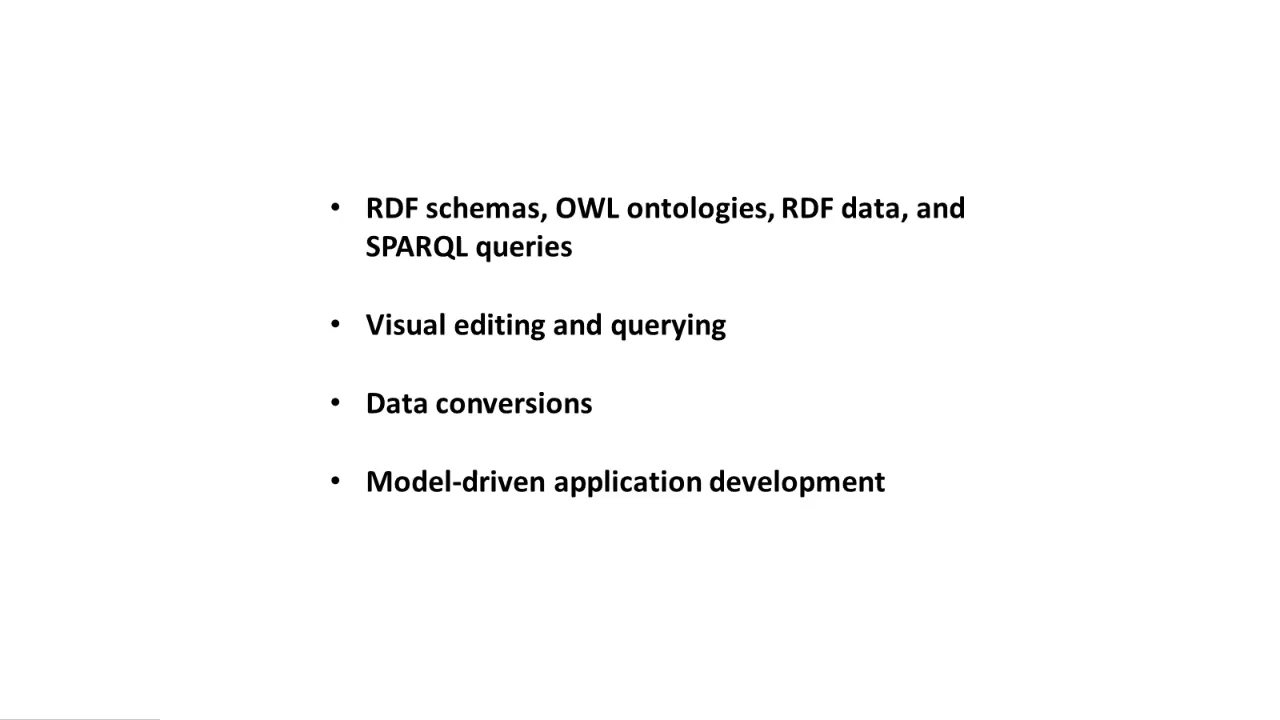 • RDF schemas, OWL ontologies, RDF data, and
SPARQL queries
• Visual editing and querying
• Data conversions
• Model-driven application development